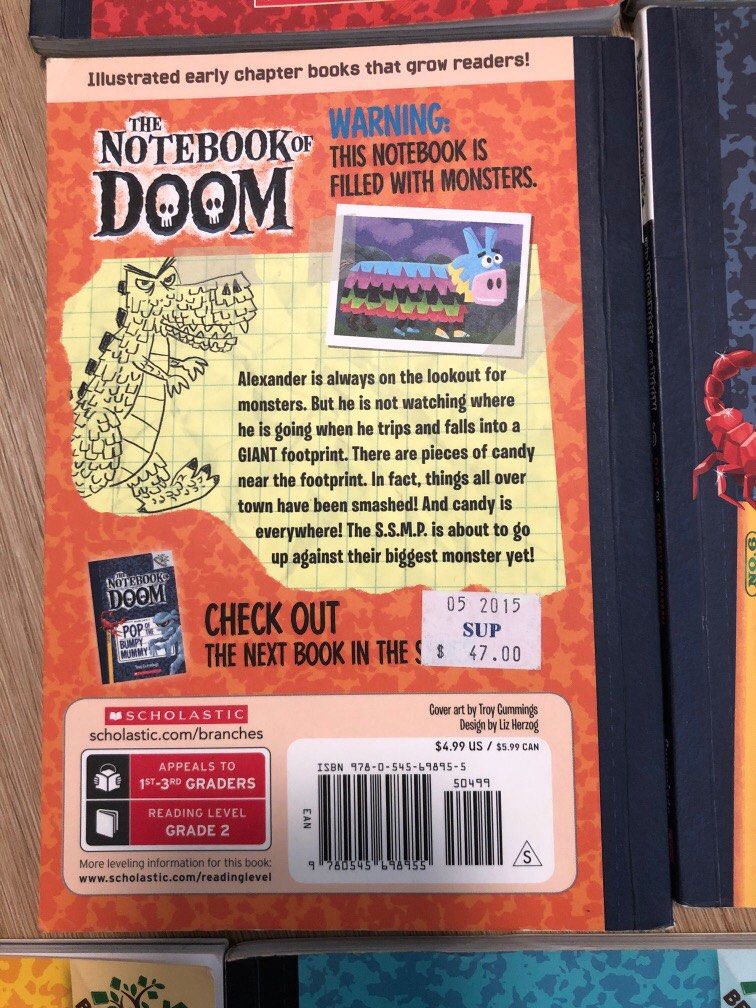 Illustrated early chapter books that grow readers!
THE
NOTEBOOK OF
DOOM
WARNING:
THIS NOTEBOOK IS
FILLED WITH MONSTERS.
Alexander is always on the lookout for
monsters. But he is not watching where
he is going when he trips and falls into a
GIANT footprint. There are pieces of candy
near the footprint. In fact, things all over
town have been smashed! And candy is
everywhere! The S.S.M.P. is about to go
up against their biggest monster yet!
THE
NOTEBOOK OF
DOOM
POP OF THE
BUMPY
MUMMY
CHECK OUT
THE NEXT BOOK IN THE S
05 2015
SUP
$ 47.00
SCHOLASTIC
scholastic.com/branches
APPEALS TO
1ST-3RD GRADERS
READING LEVEL
GRADE 2
More leveling information for this book:
www.scholastic.com/readinglevel
Cover art by Troy Cummings
Design by Liz Herzog
$4.99 US / $5.99 CAN
ISBN 978-0-545-69895-5
50499
EAN
9 780545 698955
S
NO.6